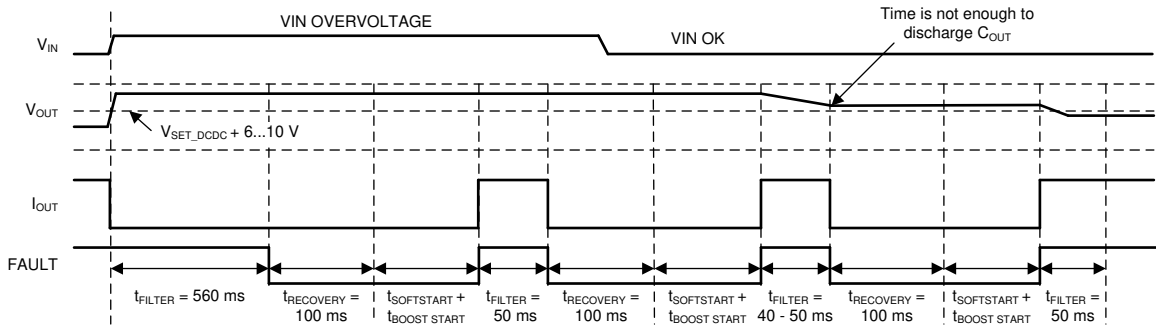 VIN OVERVOLTAGE
VIN OK
Time is not enough to
discharge COUT
VIN
VOUT
VSET_DCDC + 6...10 V
IOUT
FAULT
tFILTER = 560 ms
tRECOVERY =
100 ms
tSOFTSTART +
tBOOST START
tFILTER =
50 ms
tRECOVERY =
100 ms
tSOFTSTART +
tBOOST START
tFILTER =
40 - 50 ms
tRECOVERY =
100 ms
tSOFTSTART +
tBOOST START
tFILTER =
50 ms